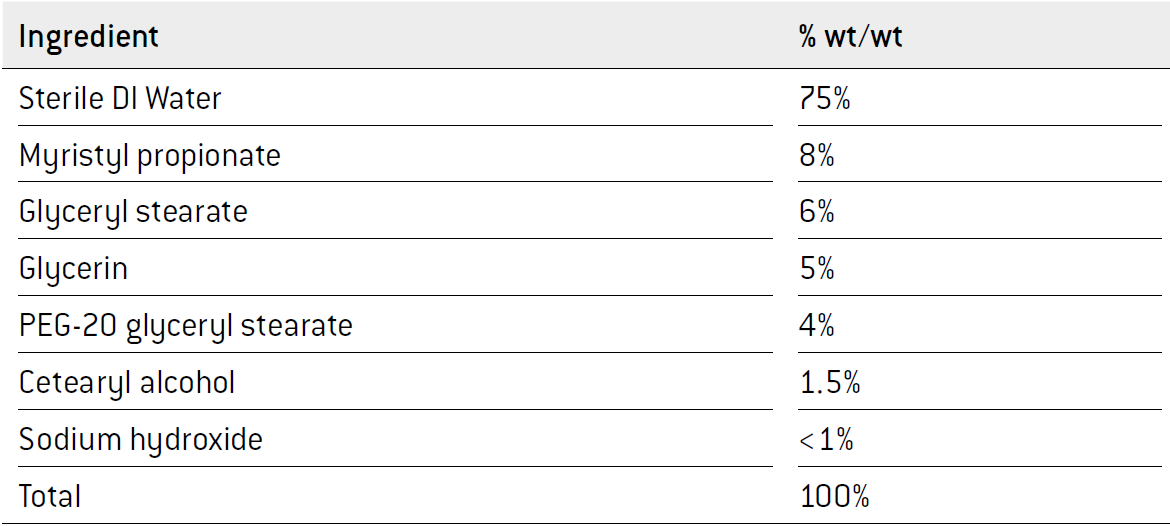 Ingredient % wt/wt
Sterile DI Water 75%
Myristyl propionate 8%
Glyceryl stearate 6%
Glycerin 5%
PEG-20 glyceryl stearate 4%
Cetearyl alcohol 1.5%
Sodium hydroxide <1%
Total 100%